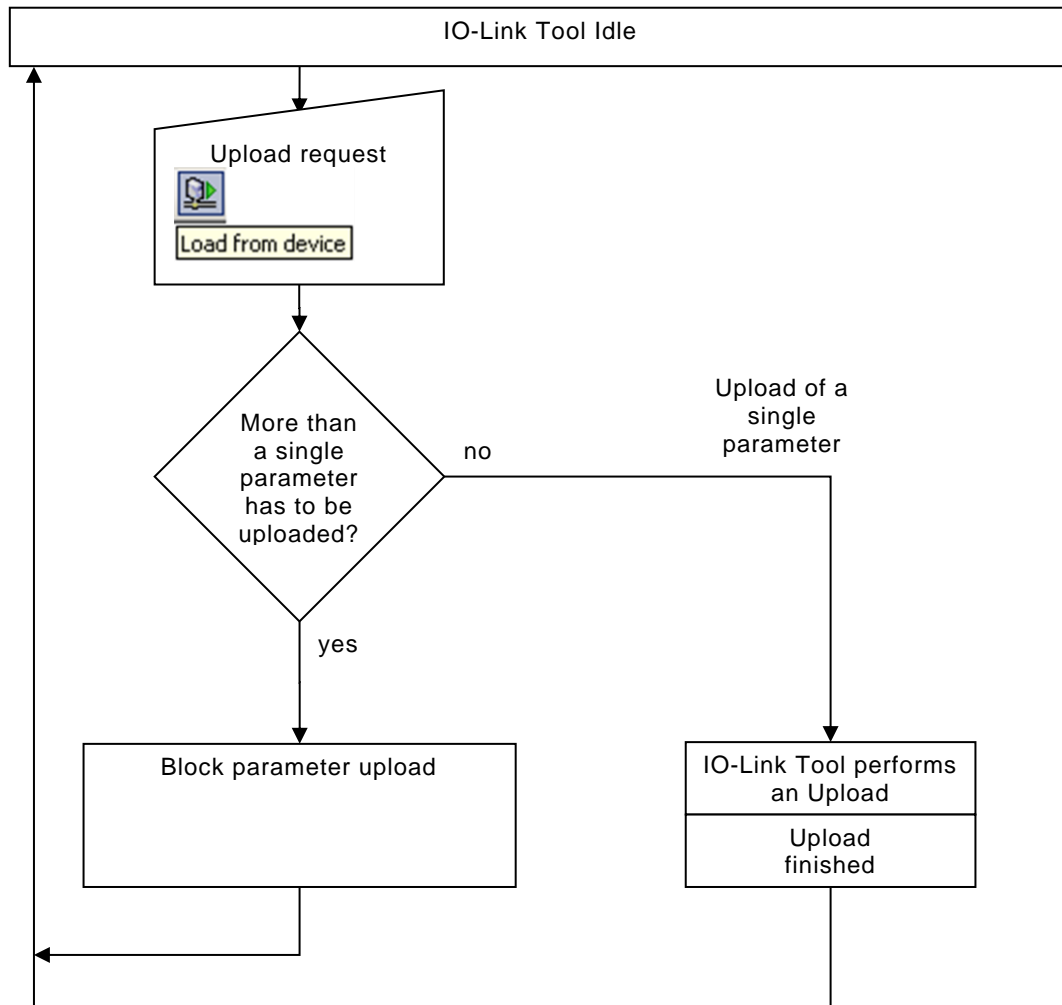 IO-Link Tool Idle
Upload request
Load from device
More than
a single
parameter
has to be
uploaded?
no
Upload of a
single
parameter
yes
Block parameter upload
IO-Link Tool performs
an Upload
Upload
finished